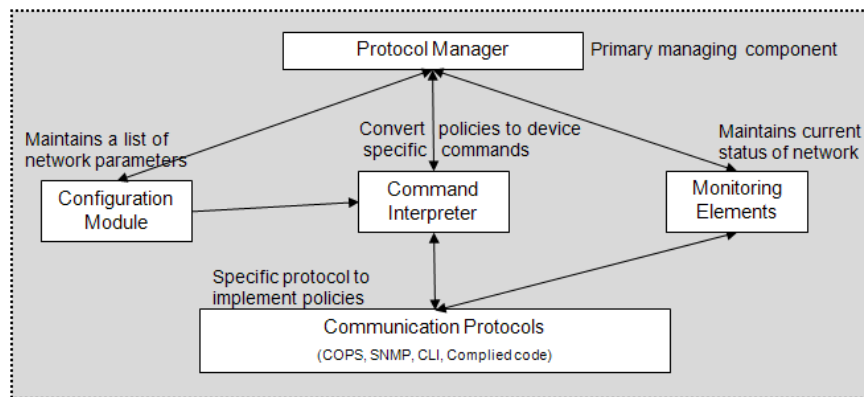 Protocol Manager
Primary managing component
Maintains a list of
network parameters
Convert policies to device
specific commands
Maintains current
status of network
Configuration
Module
Command
Interpreter
Monitoring
Elements
Specific protocol to
implement policies
Communication Protocols
(COPS, SNMP, CLI, Complied code)